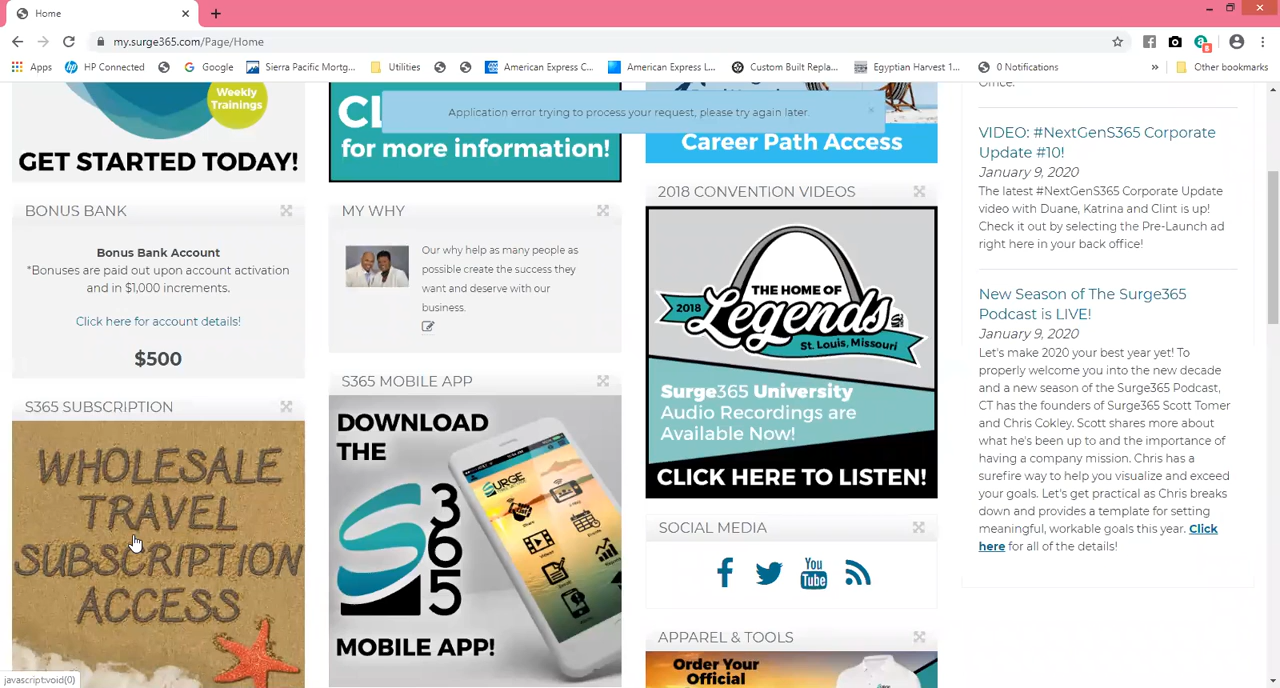 Home
my.surge365.com/Page/Home
Apps
HP Connected
Google
Sierra Pacific Mortg...
Utilities
American Express C...
American Express L...
Custom Built Repla...
Egyptian Harvest 1...
0 Notifications
»
Other bookmarks
Weekly
Trainings
GET STARTED TODAY!
BONUS BANK
Bonus Bank Account
*Bonuses are paid out upon account activation
and in $1,000 increments.
Click here for account details!
$500
S365 SUBSCRIPTION
WHOLESALE
TRAVEL
SUBSCRIPTION
ACCESS
javascript:void(0)
Application error trying to process your request, please try again later.
for more information!
MY WHY
Our why help as many people as
possible create the success they
want and deserve with our
business.
S365 MOBILE APP
DOWNLOAD
THE
S365
SURGE
MOBILE APP!
Career Path Access
2018 CONVENTION VIDEOS
THE HOME OF
2018
Legends
St. Louis, Missouri
Surge365 University
Audio Recordings are
Available Now!
CLICK HERE TO LISTEN!
SOCIAL MEDIA
You
Tube
APPAREL & TOOLS
Order Your
Official
Office.
VIDEO: #NextGenS365 Corporate
Update #10!
January 9, 2020
The latest #NextGenS365 Corporate Update
video with Duane, Katrina and Clint is up!
Check it out by selecting the Pre-Launch ad
right here in your back office!
New Season of The Surge365
Podcast is LIVE!
January 9, 2020
Let's make 2020 your best year yet! To
properly welcome you into the new decade
and a new season of the Surge365 Podcast,
CT has the founders of Surge365 Scott Tomer
and Chris Cokley. Scott shares more about
what he's been up to and the importance of
having a company mission. Chris has a
surefire way to help you visualize and exceed
your goals. Let's get practical as Chris breaks
down and provides a template for setting
meaningful, workable goals this year. Click
here for all of the details!